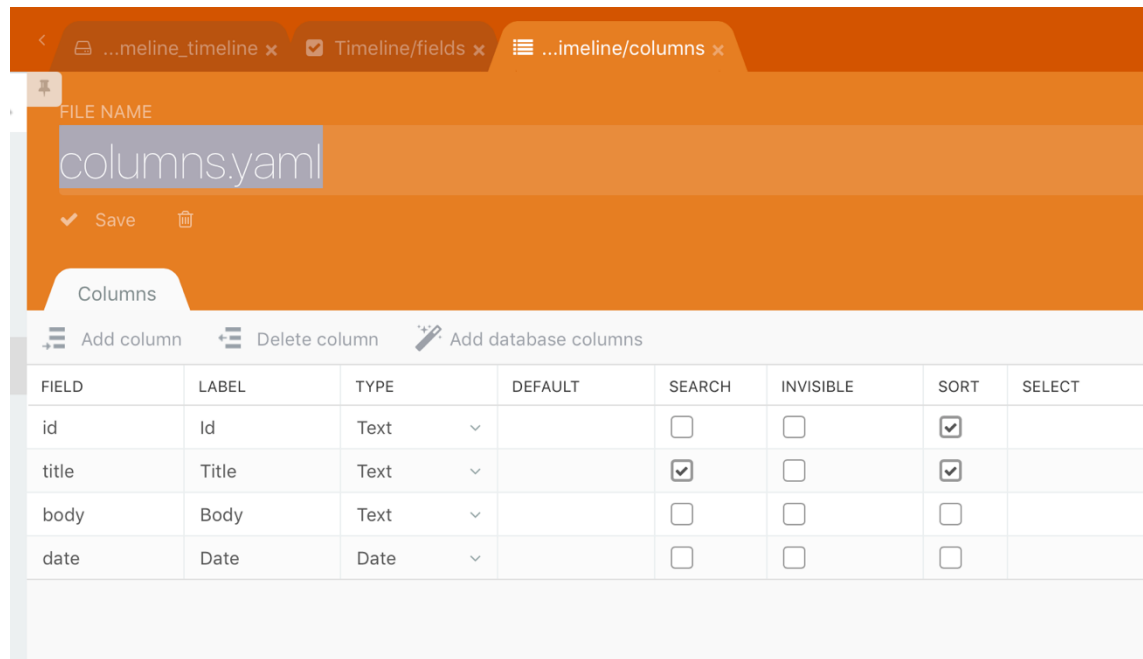 ...meline_timeline × Timeline/fields × ...imeline/columns ×
FILE NAME
columns.yaml
Save
Columns
Add column Delete column Add database columns
FIELD LABEL TYPE DEFAULT SEARCH INVISIBLE SORT SELECT
id Id Text
title Title Text
body Body Text
date Date Date